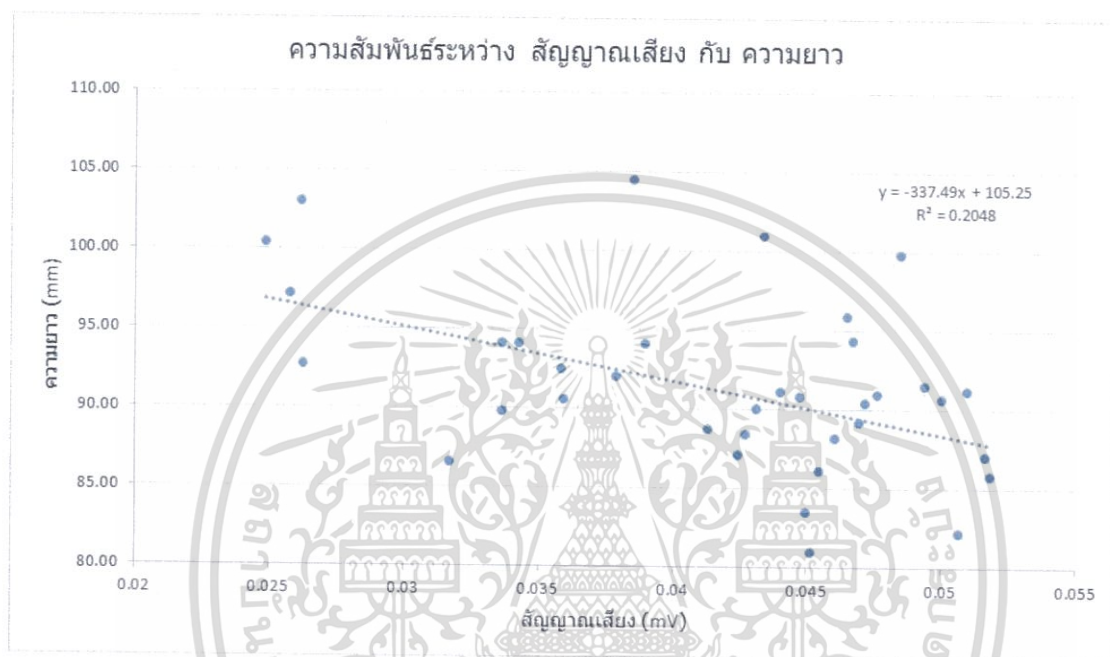 ความสัมพันธ์ระหว่าง สัญญาณเสียง กับ ความยาว
110.00
105.00
100.00
95.00
90.00
85.00
80.00
ความยาว (mm)
y = -337.49x + 105.25
R² = 0.2048
0.02 0.025 0.03 0.035 0.04 0.045 0.05 0.055
สัญญาณเสียง (mV)